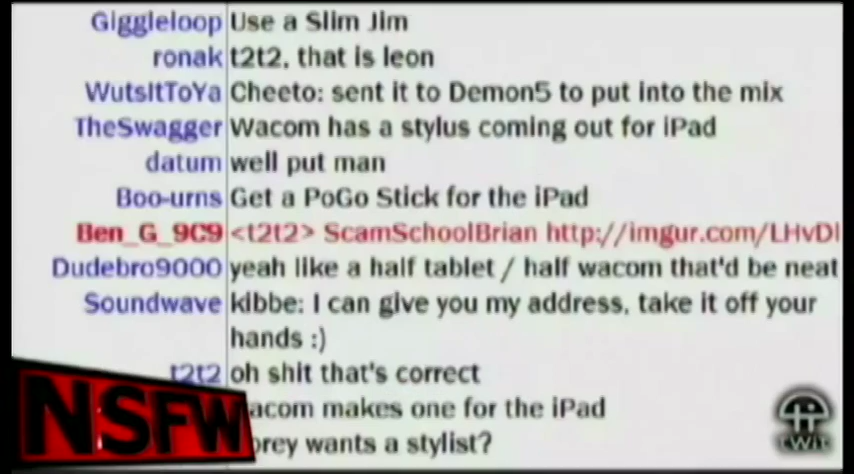 Giggleloop Use a Slim Jim
ronak t2t2, that is leon
WutsItToYa Cheeto: sent it to Demon5 to put into the mix
TheSwagger Wacom has a stylus coming out for iPad
datum well put man
Boo-urns Get a PoGo Stick for the iPad
Ben_G_9C9 <t2t2> ScamSchoolBrian http://imgur.com/LHvDl
Dudebro9000 yeah like a half tablet / half wacom that'd be neat
Soundwave kibbe: I can give you my address, take it off your
hands :)
t2t2 oh shit that's correct
acom makes one for the iPad
orey wants a stylist?
NSFW
TWiT